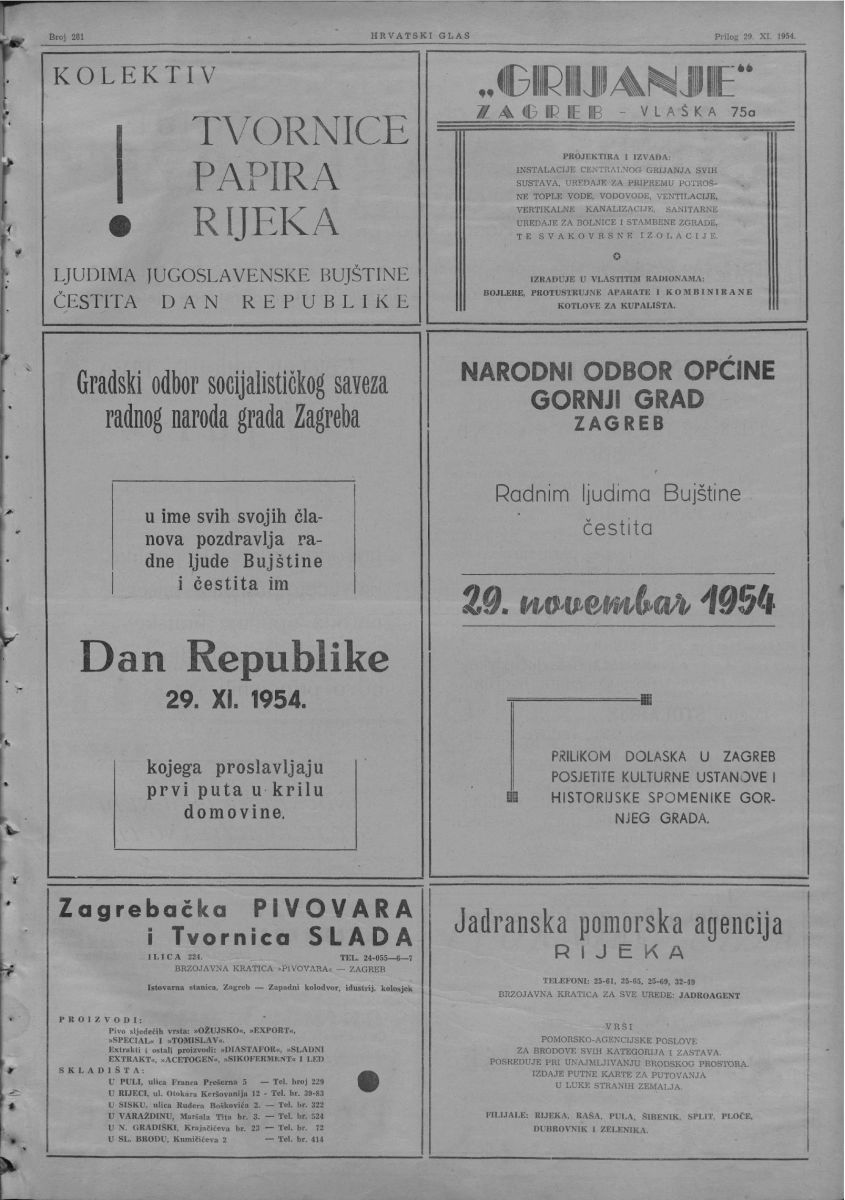 Broj 281
HRVATSKI GLAS
Prilog 29. XI. 1954.
KOLEKTIV
! TVORNICE
PAPIRA
RIJEKA
LJUDIMA JUGOSLAVENSKE BUJŠTINE
ČESTITA DAN REPUBLIKE
„GRIJANJE“
ZAGREB – VLAŠKA 75a
PROJEKTIRA I IZVAĐA:
INSTALACIJE CENTRALNOG GRIJANJA SVIH
SUSTAVA, UREĐAJE ZA PRIPREMU POTROŠ-
NE TOPLE VODE, VODOVODE, VENTILACIJE,
VERTIKALNE KANALIZACIJE, SANITARNE
UREĐAJE ZA BOLNICE I STAMBENE ZGRADE,
TE SVAKOVRSNE IZOLACIJE.
IZRAĐUJE U VLASTITIM RADIONAMA:
BOJLERE, PROTUSTRUJNE APARATE I KOMBINIRANE
KOTLOVE ZA KUPALIŠTA.
Gradski odbor socijalističkog saveza
radnog naroda grada Zagreba
u ime svih svojih čla-
nova pozdravlja ra-
dne ljude Bujštine
i čestita im
Dan Republike
29. XI. 1954.
kojega proslavljaju
prvi puta u krilu
domovine.
NARODNI ODBOR OPĆINE
GORNJI GRAD
ZAGREB
Radnim ljudima Bujštine
čestita
29. novembar 1954
PRILIKOM DOLASKA U ZAGREB
POSJETITE KULTURNE USTANOVE I
HISTORIJSKE SPOMENIKE GOR-
NJEG GRADA.
Zagrebačka PIVOVARA
i Tvornica SLADA
ILICA 224. TEL. 24-055—6—7
BRZOJAVNA KRATICA »PIVOVARA« — ZAGREB
Istovarna stanica, Zagreb — Zapadni kolodvor, idustrij. kolosjek
PROIZVODI:
Pivo sljedećih vrsta: »OŽUJSKO«, »EXPORT«,
»SPECIAL« I »TOMISLAV«.
Extrakti i ostali proizvodi: »DIASTAFOR«, »SLADNI
EXTRAKT«, »ACETOGEN«, »SIKOFERMENT« I LED
SKLADIŠTA:
U PULI, ulica Franca Prešerna 5 — Tel. broj 229
U RIJECI, ul. Otokara Keršovanija 12 - Tel. br. 39-83
U SISKU, ulica Ruđera Boškovića 2. — Tel. br. 322
U VARAŽDINU, Maršala Tita br. 3. — Tel. br. 524
U N. GRADIŠKI, Krajačićeva br. 23 — Tel. br. 72
U SL. BRODU, Kumičićeva 2 — Tel. br. 414
Jadranska pomorska agencija
RIJEKA
TELEFONI: 25-61, 25-65, 25-69, 32-49
BRZOJAVNA KRATICA ZA SVE UREDE: JADROAGENT
VRŠI
POMORSKO-AGENCIJSKE POSLOVE
ZA BRODOVE SVIH KATEGORIJA I ZASTAVA.
POSREDUJE PRI UNAJMLJIVANJU BRODSKOG PROSTORA.
IZDAJE PUTNE KARTE ZA PUTOVANJA
U LUKE STRANIH ZEMALJA.
FILIJALE: RIJEKA, RAŠA, PULA, ŠIBENIK, SPLIT, PLOČE,
DUBROVNIK I ZELENIKA.